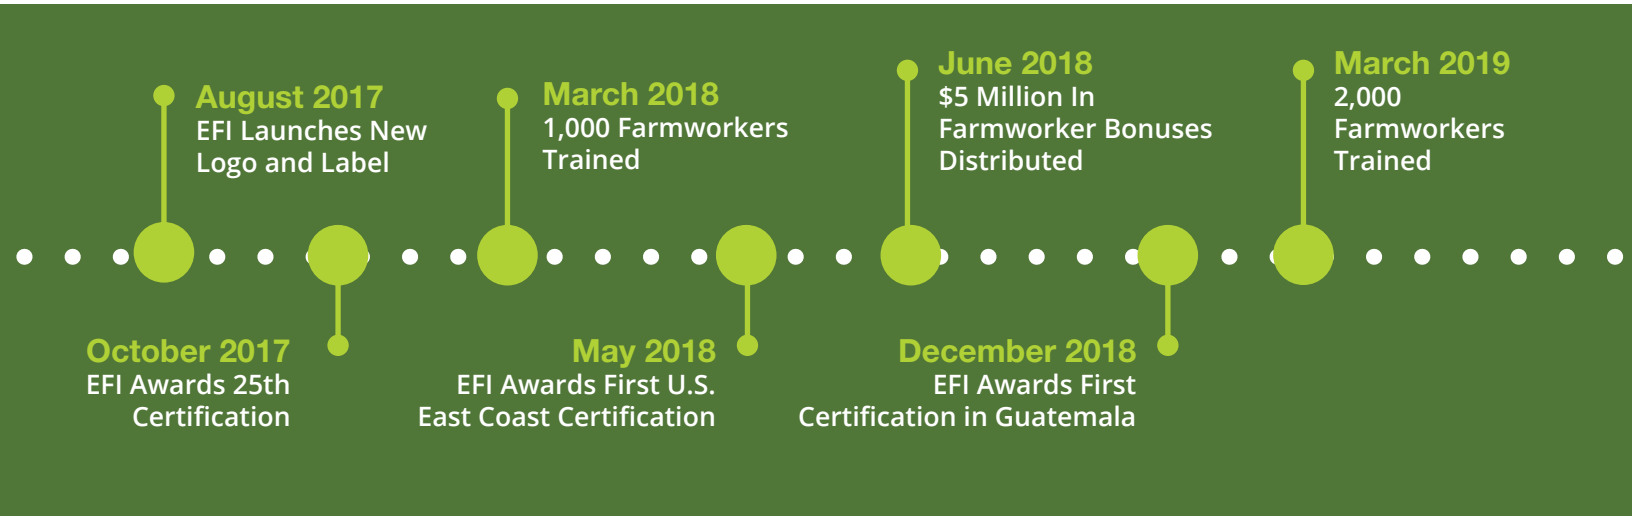 August 2017
EFI Launches New
Logo and Label
October 2017
EFI Awards 25th
Certification
March 2018
1,000 Farmworkers
Trained
May 2018
EFI Awards First U.S.
East Coast Certification
June 2018
$5 Million In
Farmworker Bonuses
Distributed
December 2018
EFI Awards First
Certification in Guatemala
March 2019
2,000
Farmworkers
Trained